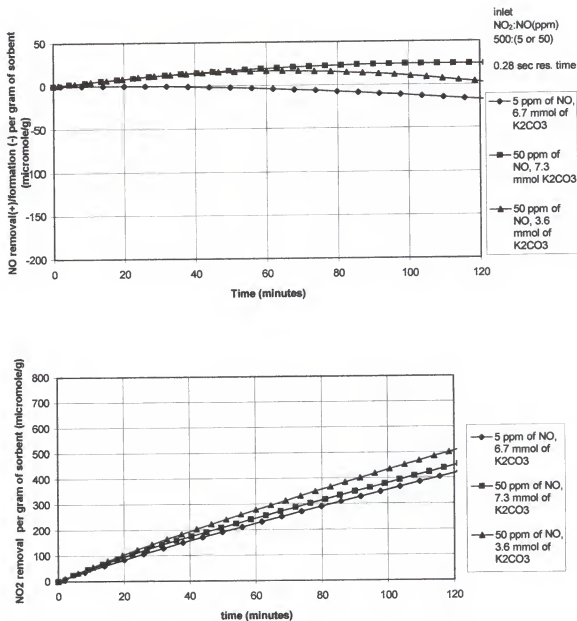 inlet
NO₂:NO(ppm)
500:(5 or 50)
0.28 sec res. time
NO removal(+)/formation (-) per gram of sorbent
(micromole/g)
50
0
-50
-100
-150
-200
0
20
40
60
80
100
120
Time (minutes)
5 ppm of NO,
6.7 mmol of
K2CO3
50 ppm of
NO, 7.3
mmol K2CO3
50 ppm of
NO, 3.6
mmol of
K2CO3
NO2 removal per gram of sorbent (micromole/g)
800
700
600
500
400
300
200
100
0
0
20
40
60
80
100
120
time (minutes)
5 ppm of NO,
6.7 mmol of
K2CO3
50 ppm of NO,
7.3 mmol of
K2CO3
50 ppm of NO,
3.6 mmol of
K2CO3